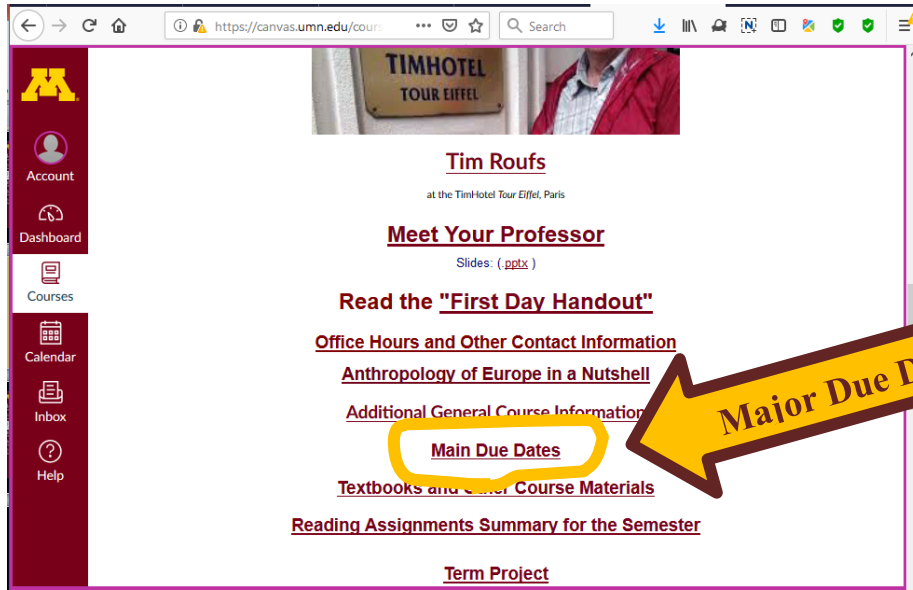 https://canvas.umn.edu/cours
Search
TIMHOTEL
TOUR EIFFEL
M
Account
Dashboard
Courses
Calendar
Inbox
Help
Tim Roufs
at the TimHotel Tour Eiffel, Paris
Meet Your Professor
Slides: (.pptx )
Read the "First Day Handout"
Office Hours and Other Contact Information
Anthropology of Europe in a Nutshell
Additional General Course Information
Main Due Dates
Major Due D
Textbooks and Other Course Materials
Reading Assignments Summary for the Semester
Term Project